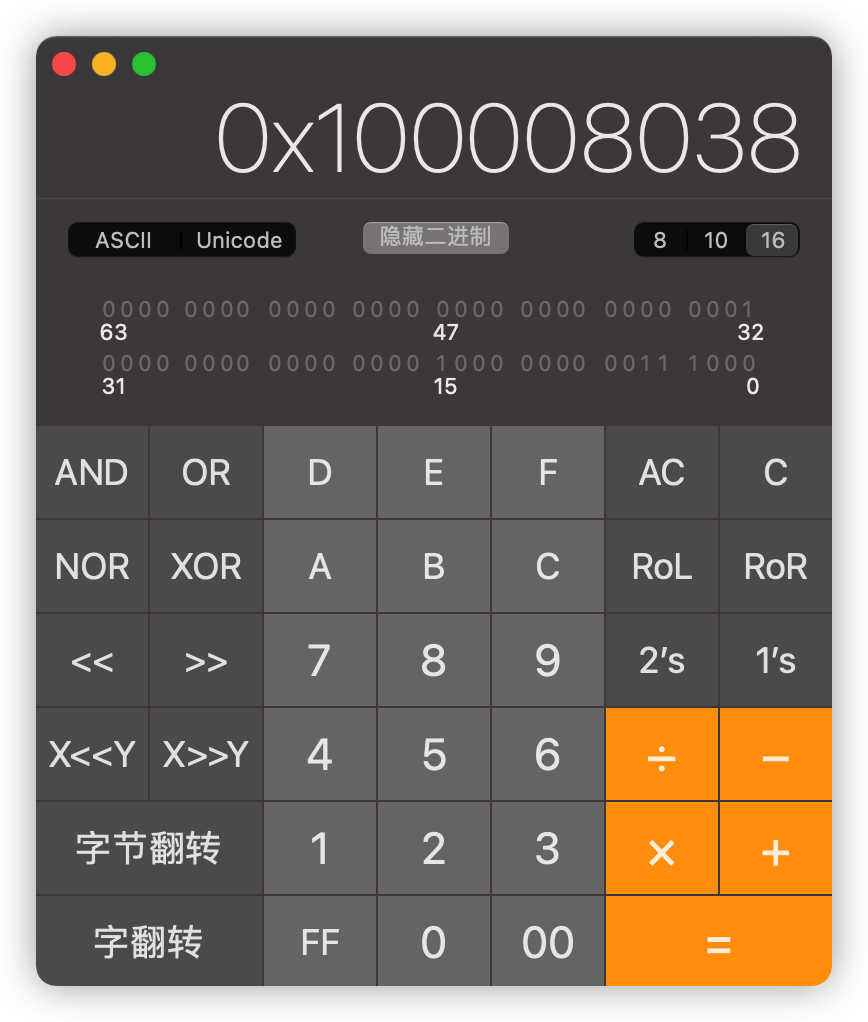 0x100008038
ASCII Unicode 隐藏二进制 8 10 16
0000 0000 0000 0000 0000 0000 0000 0001
63 47 32
0000 0000 0000 0000 1000 0000 0011 1000
31 15 0
AND OR D E F AC C
NOR XOR A B C RoL RoR
<< >> 7 8 9 2’s 1’s
X<<Y X>>Y 4 5 6 ÷ −
字节翻转 1 2 3 × +
字翻转 FF 0 00 =